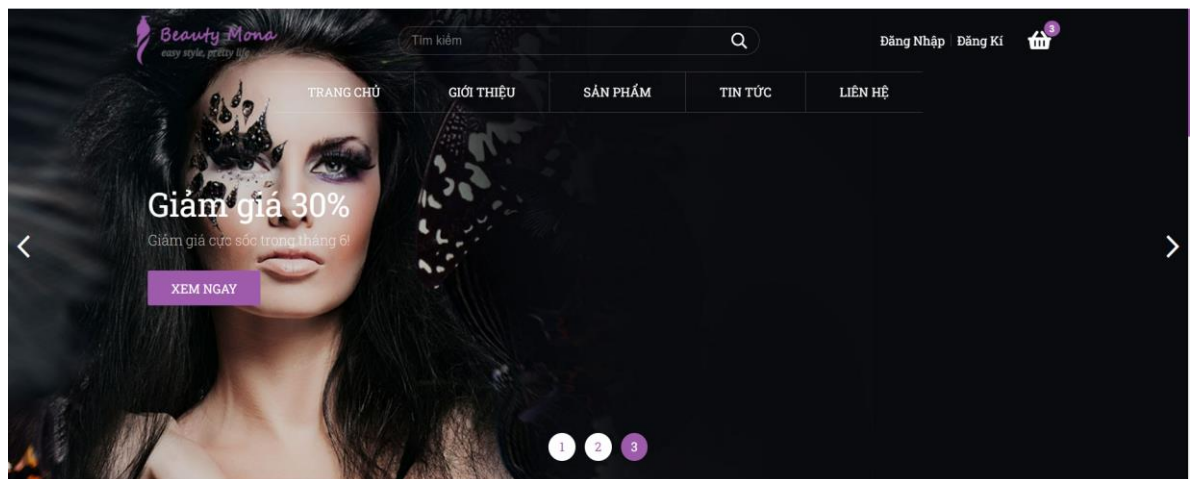 Beauty Mona
easy style, pretty life
Tìm kiếm
Đăng Nhập
Đăng Kí
3
TRANG CHỦ
GIỚI THIỆU
SẢN PHẨM
TIN TỨC
LIÊN HỆ
Giảm giá 30%
Giảm giá cực sốc trong tháng 6!
XEM NGAY
1 2 3